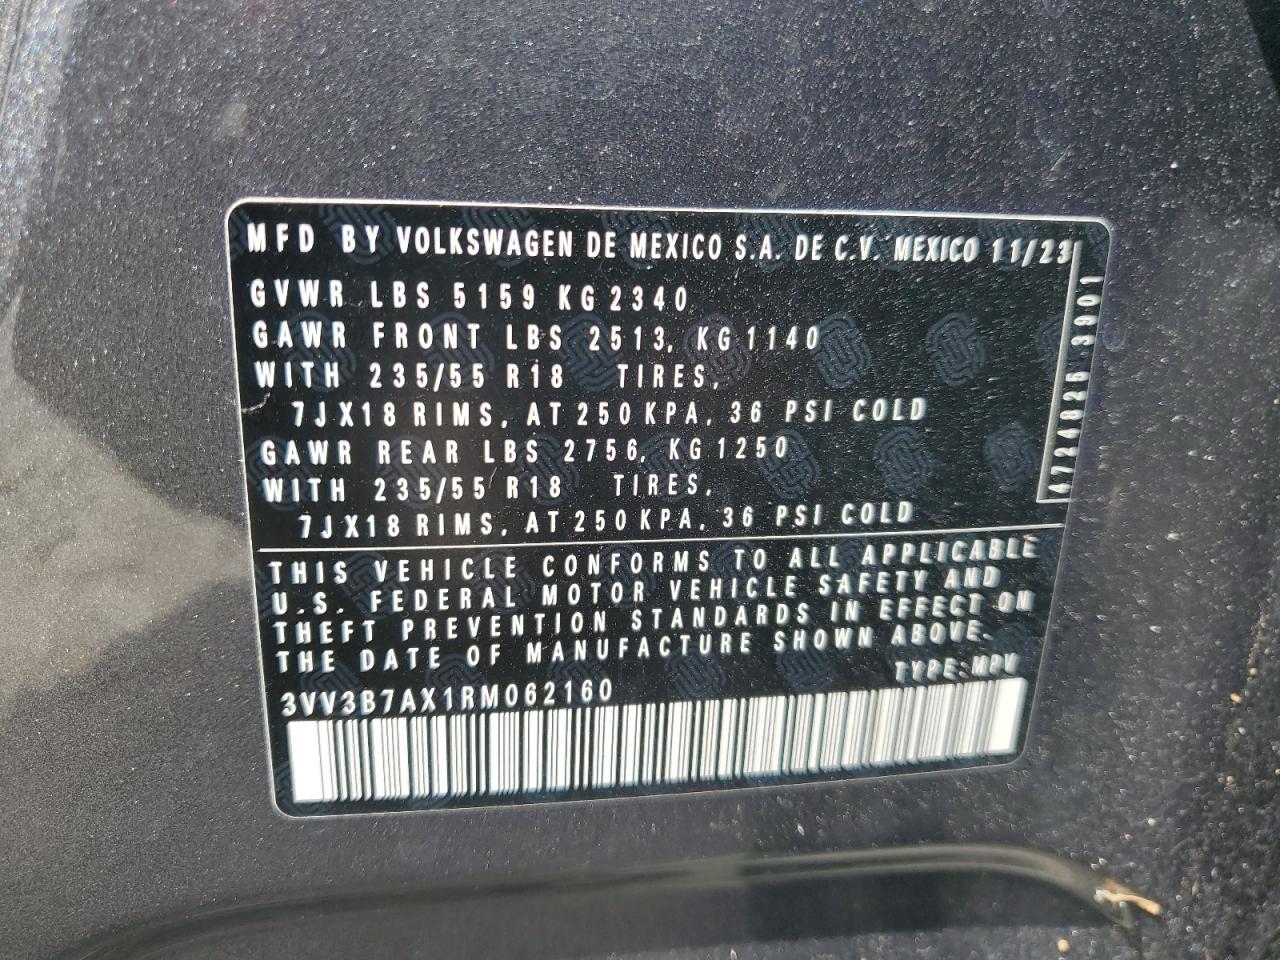 MFD BY VOLKSWAGEN DE MEXICO S.A. DE C.V. MEXICO 11/23
GVWR LBS 5159 KG 2340
GAWR FRONT LBS 2513, KG 1140
WITH 235/55 R18 TIRES,
7JX18 RIMS, AT 250 KPA, 36 PSI COLD
GAWR REAR LBS 2756, KG 1250
WITH 235/55 R18 TIRES,
7JX18 RIMS, AT 250 KPA, 36 PSI COLD
4724825 3901
THIS VEHICLE CONFORMS TO ALL APPLICABLE
U.S. FEDERAL MOTOR VEHICLE SAFETY AND
THEFT PREVENTION STANDARDS IN EFFECT ON
THE DATE OF MANUFACTURE SHOWN ABOVE.
TYPE: MPV
3VV3B7AX1RM062160